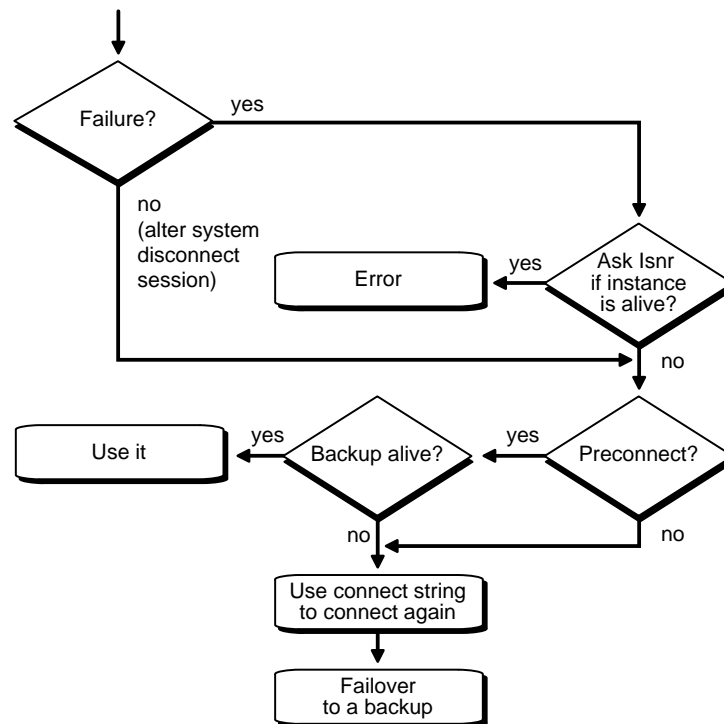 Failure?
yes
no
(alter system
disconnect
session)
Error
yes
Ask lsnr
if instance
is alive?
no
Use it
yes
Backup alive?
yes
Preconnect?
no
no
Use connect string
to connect again
Failover
to a backup